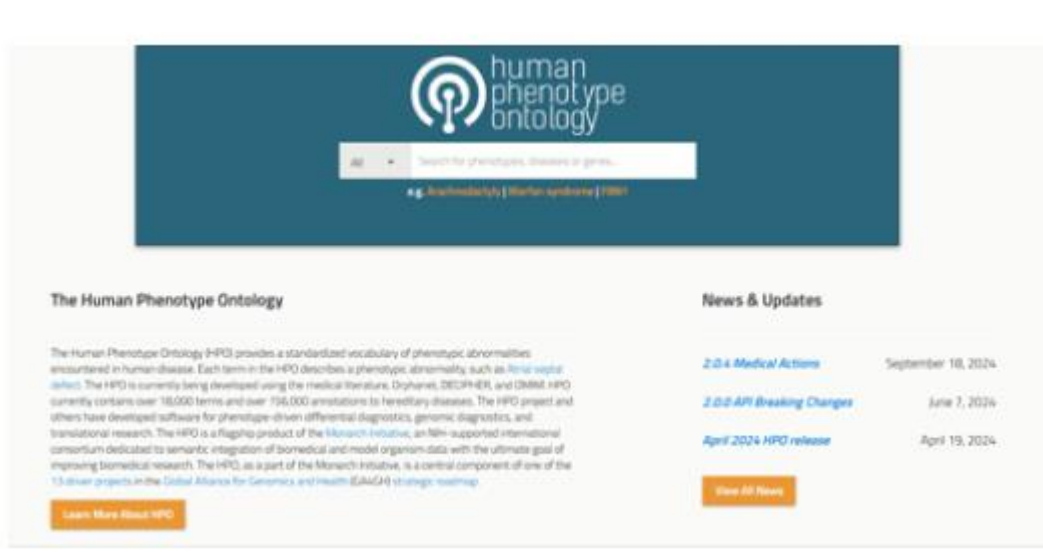 human
phenotype
ontology
All
Search for phenotypes, diseases or genes...
e.g. Arachnodactyly | Marfan syndrome | FBN1
The Human Phenotype Ontology
The Human Phenotype Ontology (HPO) provides a standardized vocabulary of phenotypic abnormalities
encountered in human disease. Each term in the HPO describes a phenotypic abnormality, such as Atrial septal
defect. The HPO is currently being developed using the medical literature, Orphanet, DECIPHER, and OMIM. HPO
currently contains over 18,000 terms and over 156,000 annotations to hereditary diseases. The HPO project and
others have developed software for phenotype-driven differential diagnostics, genomic diagnostics, and
translational research. The HPO is a flagship product of the Monarch Initiative, an NIH-supported international
consortium dedicated to semantic integration of biomedical and model organism data with the ultimate goal of
improving biomedical research. The HPO, as a part of the Monarch Initiative, is a central component of one of the
13 driver projects in the Global Alliance for Genomics and Health (GA4GH) strategic roadmap.
Learn More About HPO
News & Updates
2.0.4 Medical Actions September 18, 2024
2.0.0 API Breaking Changes June 7, 2024
April 2024 HPO release April 19, 2024
View All News